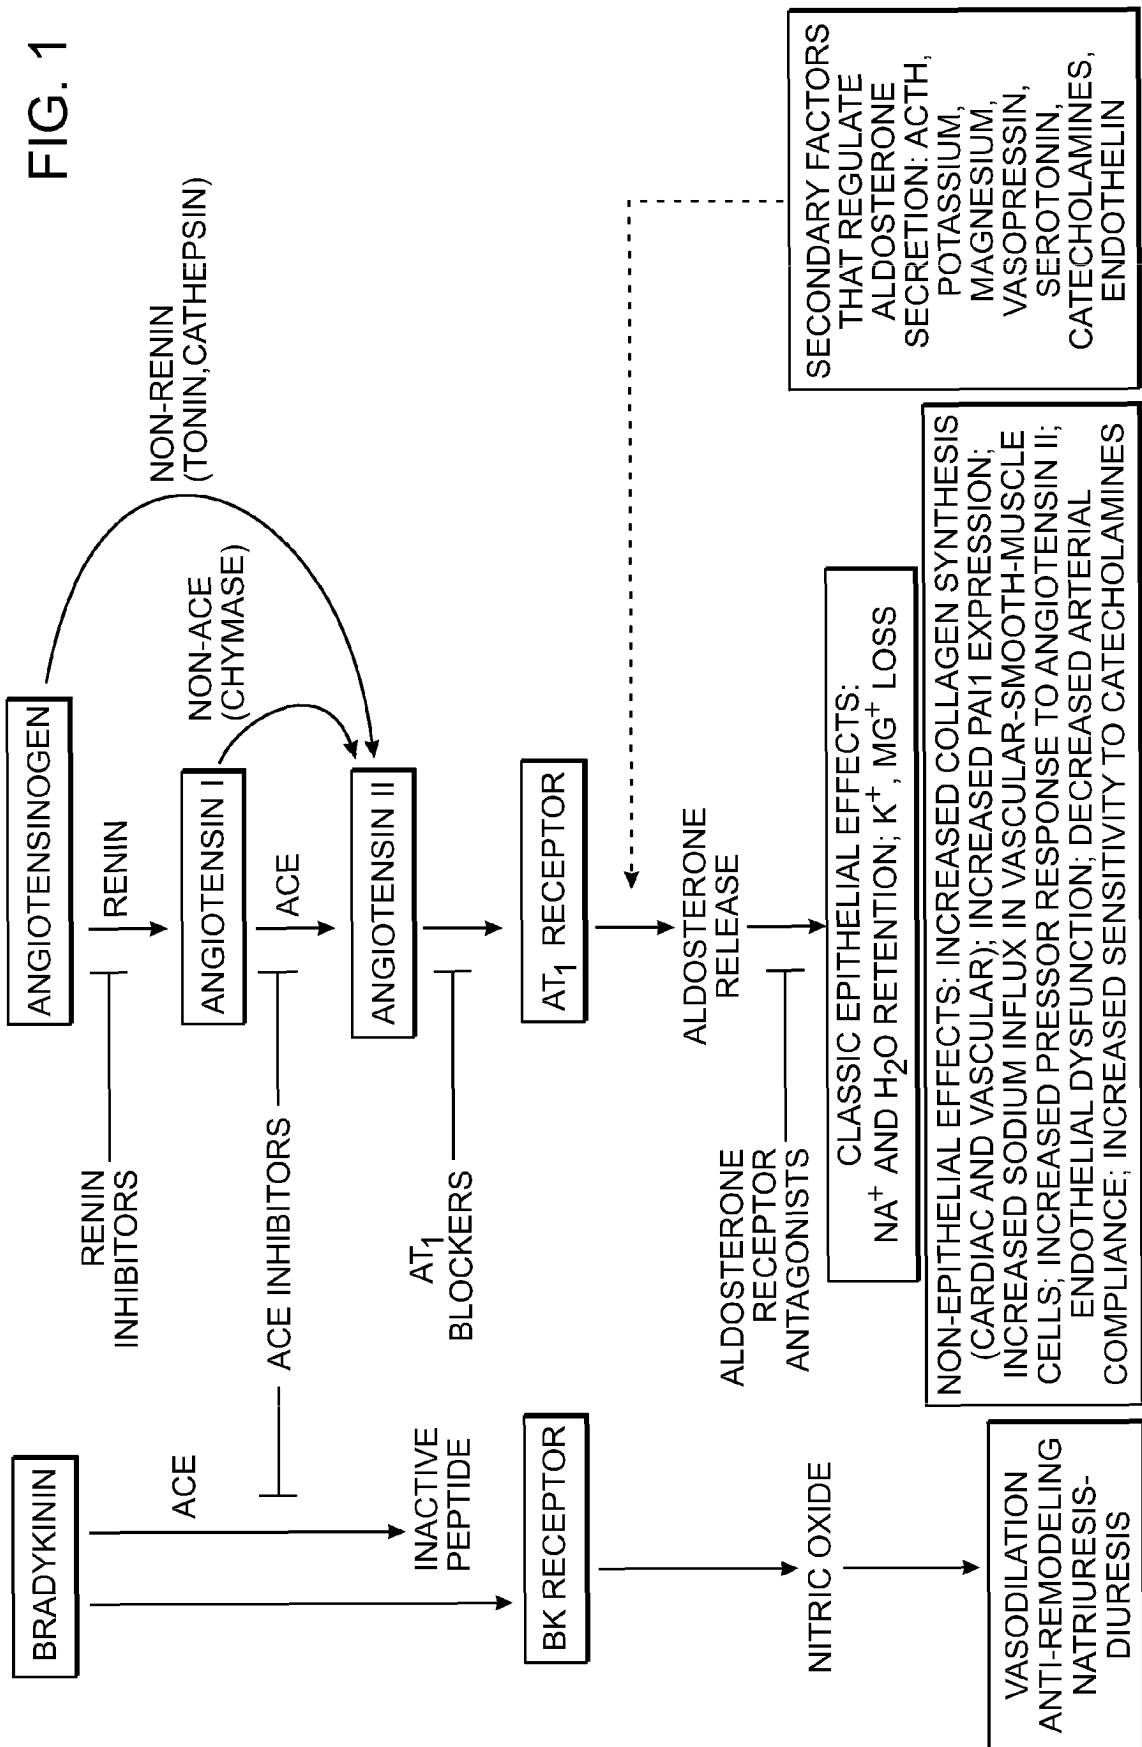 FIG. 1
BRADYKININ
ACE
INACTIVE
PEPTIDE
BK RECEPTOR
NITRIC OXIDE
VASODILATION
ANTI-REMODELING
NATRIURESIS-
DIURESIS
RENIN
INHIBITORS
ACE INHIBITORS
AT1
BLOCKERS
ALDOSTERONE
RECEPTOR
ANTAGONISTS
ANGIOTENSINOGEN
RENIN
ANGIOTENSIN I
ACE
ANGIOTENSIN II
AT1 RECEPTOR
ALDOSTERONE
RELEASE
NON-RENIN
(TONIN,CATHEPSIN)
NON-ACE
(CHYMASE)
CLASSIC EPITHELIAL EFFECTS:
NA+ AND H2O RETENTION; K+, MG+ LOSS
NON-EPITHELIAL EFFECTS: INCREASED COLLAGEN SYNTHESIS
(CARDIAC AND VASCULAR); INCREASED PAI1 EXPRESSION;
INCREASED SODIUM INFLUX IN VASCULAR-SMOOTH-MUSCLE
CELLS; INCREASED PRESSOR RESPONSE TO ANGIOTENSIN II;
ENDOTHELIAL DYSFUNCTION; DECREASED ARTERIAL
COMPLIANCE; INCREASED SENSITIVITY TO CATECHOLAMINES
SECONDARY FACTORS
THAT REGULATE
ALDOSTERONE
SECRETION: ACTH,
POTASSIUM,
MAGNESIUM,
VASOPRESSIN,
SEROTONIN,
CATECHOLAMINES,
ENDOTHELIN